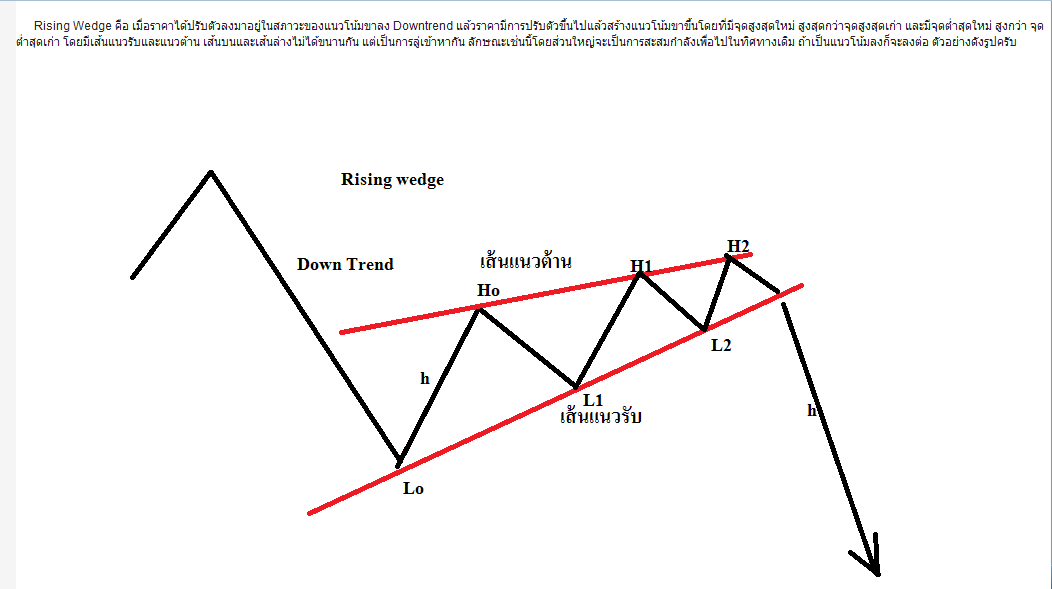 Rising Wedge คือ เมื่อราคาได้ปรับตัวลงมาอยู่ในสภาวะของแนวโน้มขาลง Downtrend แล้วราคามีการปรับตัวขึ้นไปแล้วสร้างแนวโน้มขาขึ้นโดยที่มีจุดสูงสุดใหม่ สูงสุดกว่าจุดสูงสุดเก่า และมีจุดต่ำสุดใหม่ สูงกว่า จุด
ต่ำสุดเก่า โดยมีเส้นแนวรับและแนวต้าน เส้นบนและเส้นล่างไม่ได้ขนานกัน แต่เป็นการลู่เข้าหากัน ลักษณะเช่นนี้โดยส่วนใหญ่จะเป็นการสะสมกำลังเพื่อไปในทิศทางเดิม ถ้าเป็นแนวโน้มลงก็จะลงต่อ ตัวอย่างดังรูปครับ
Rising wedge
H2
Down Trend
เส้นแนวต้าน
H1
Ho
L2
h
L1
h
เส้นแนวรับ
Lo